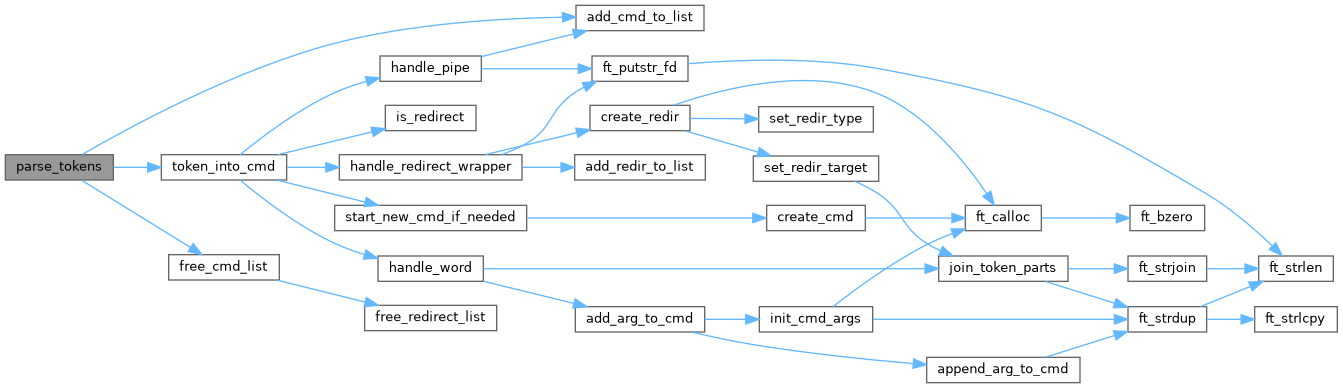 add_cmd_to_list
handle_pipe
ft_putstr_fd
is_redirect
create_redir
set_redir_type
parse_tokens
token_into_cmd
handle_redirect_wrapper
add_redir_to_list
set_redir_target
start_new_cmd_if_needed
create_cmd
ft_calloc
ft_bzero
free_cmd_list
handle_word
join_token_parts
ft_strjoin
ft_strlen
free_redirect_list
add_arg_to_cmd
init_cmd_args
ft_strdup
ft_strlcpy
append_arg_to_cmd